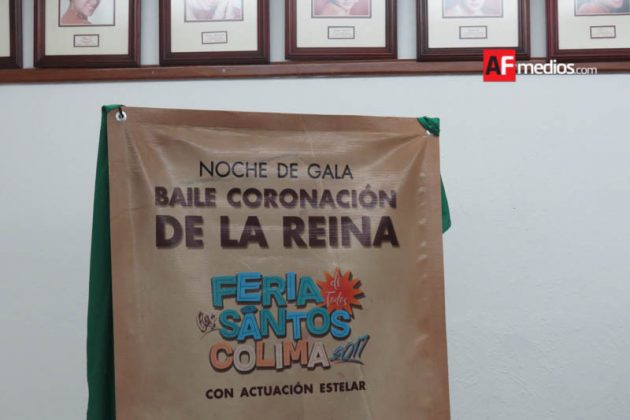 AFmedios.com
NOCHE DE GALA
BAILE CORONACIÓN
DE LA REINA
FERIA de Todos
los SANTOS
COLIMA 2017
CON ACTUACIÓN ESTELAR